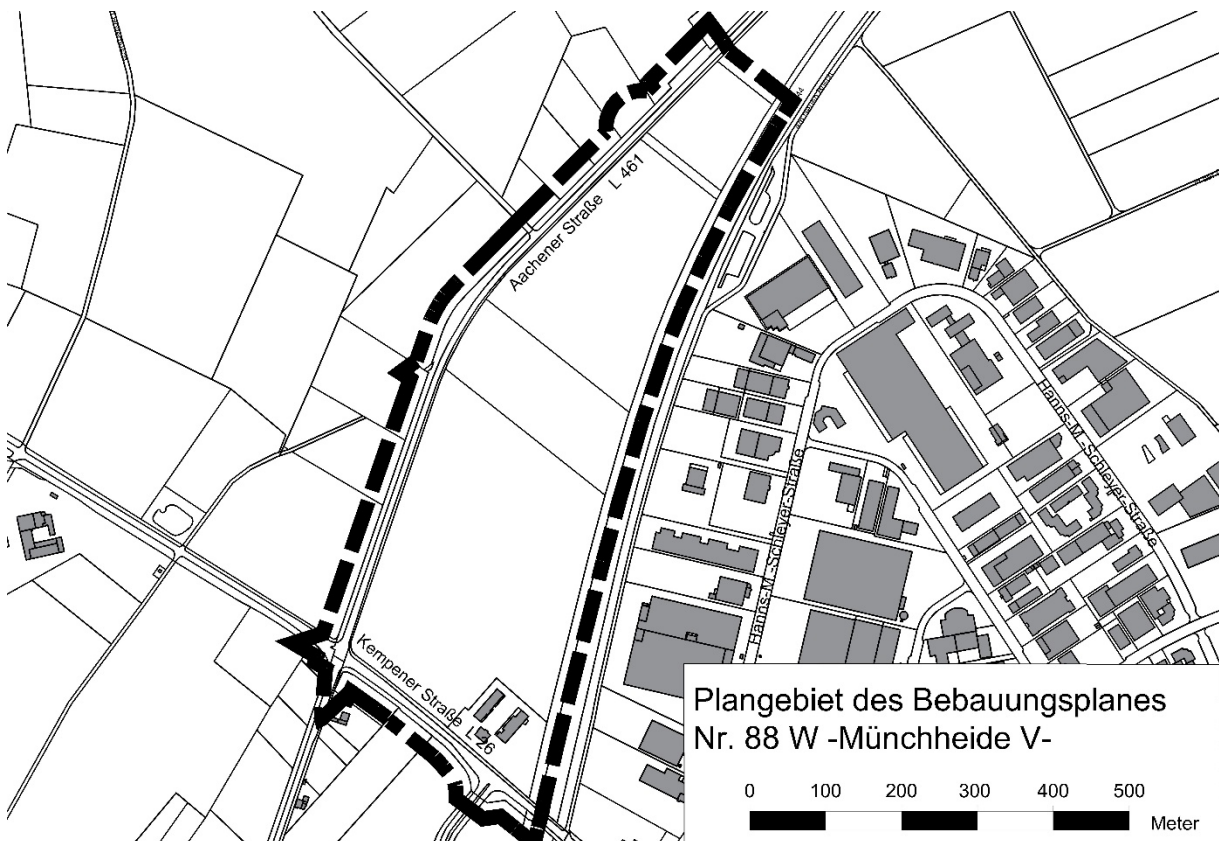 Aachener Straße L 461
Hanns-M.-Schleyer-Straße
Hanns-M.-Schleyer-Straße
Kempener Straße L 26
Plangebiet des Bebauungsplanes
Nr. 88 W -Münchheide V-
0 100 200 300 400 500
Meter